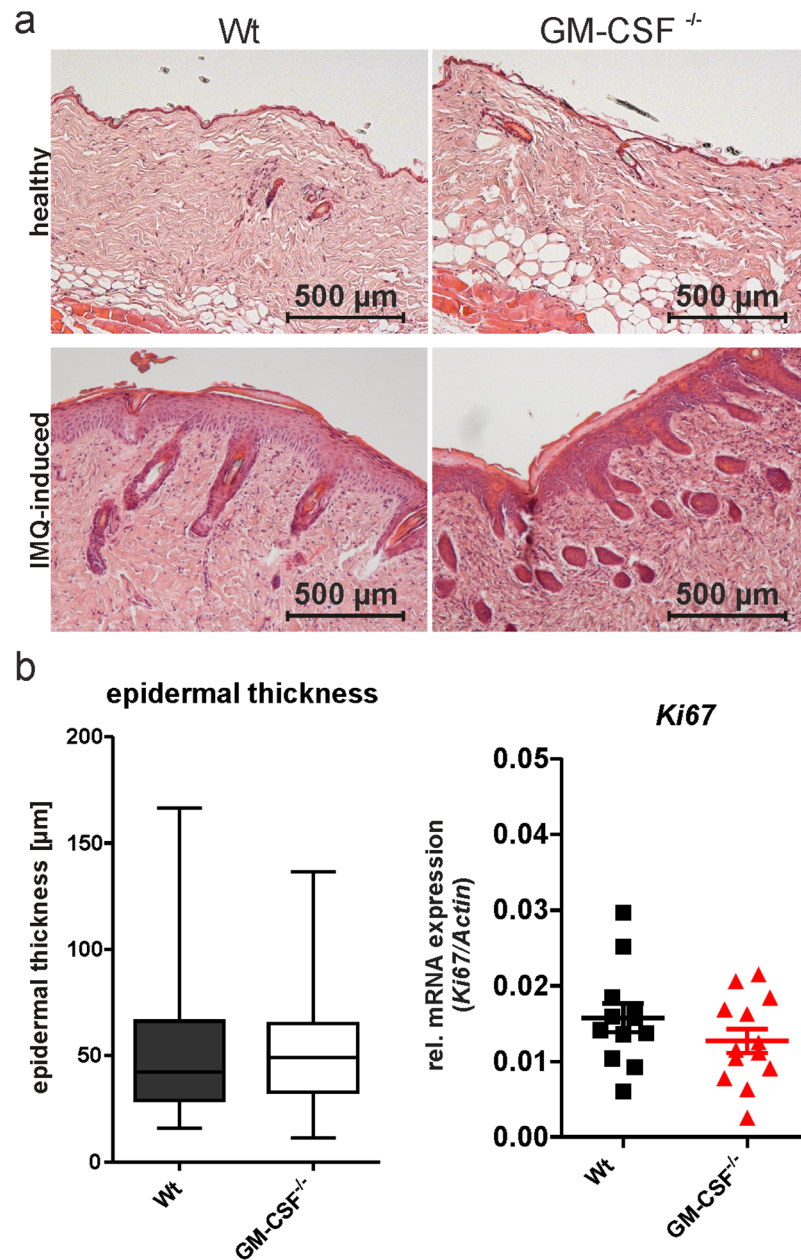 a
Wt
GM-CSF -/-
healthy
500 µm
500 µm
IMQ-induced
500 µm
500 µm
b
epidermal thickness
epidermal thickness [µm]
200
150
100
50
0
Wt
GM-CSF-/-
Ki67
rel. mRNA expression
(Ki67/Actin)
0.05
0.04
0.03
0.02
0.01
0.00
Wt
GM-CSF-/-